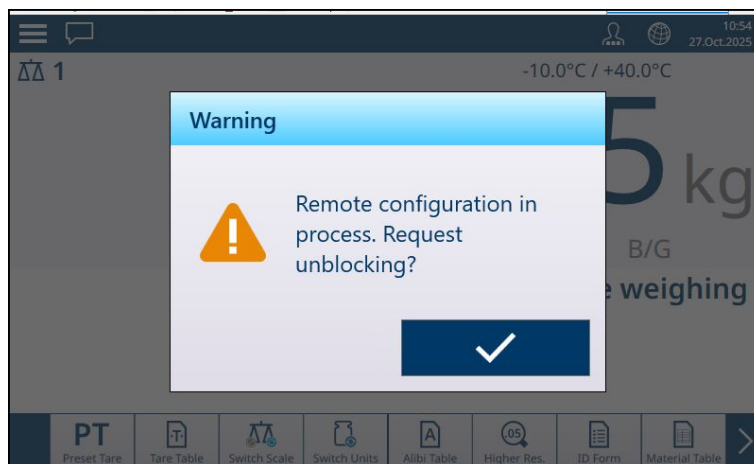 10:54
27.Oct.2025
1
-10.0°C / +40.0°C
Warning
5 kg
Remote configuration in
process. Request
unblocking?
B/G
weighing
PT
Preset Tare
T
Tare Table
Switch Scale
Switch Units
A
Alibi Table
.05
Higher Res.
ID Form
Material Table